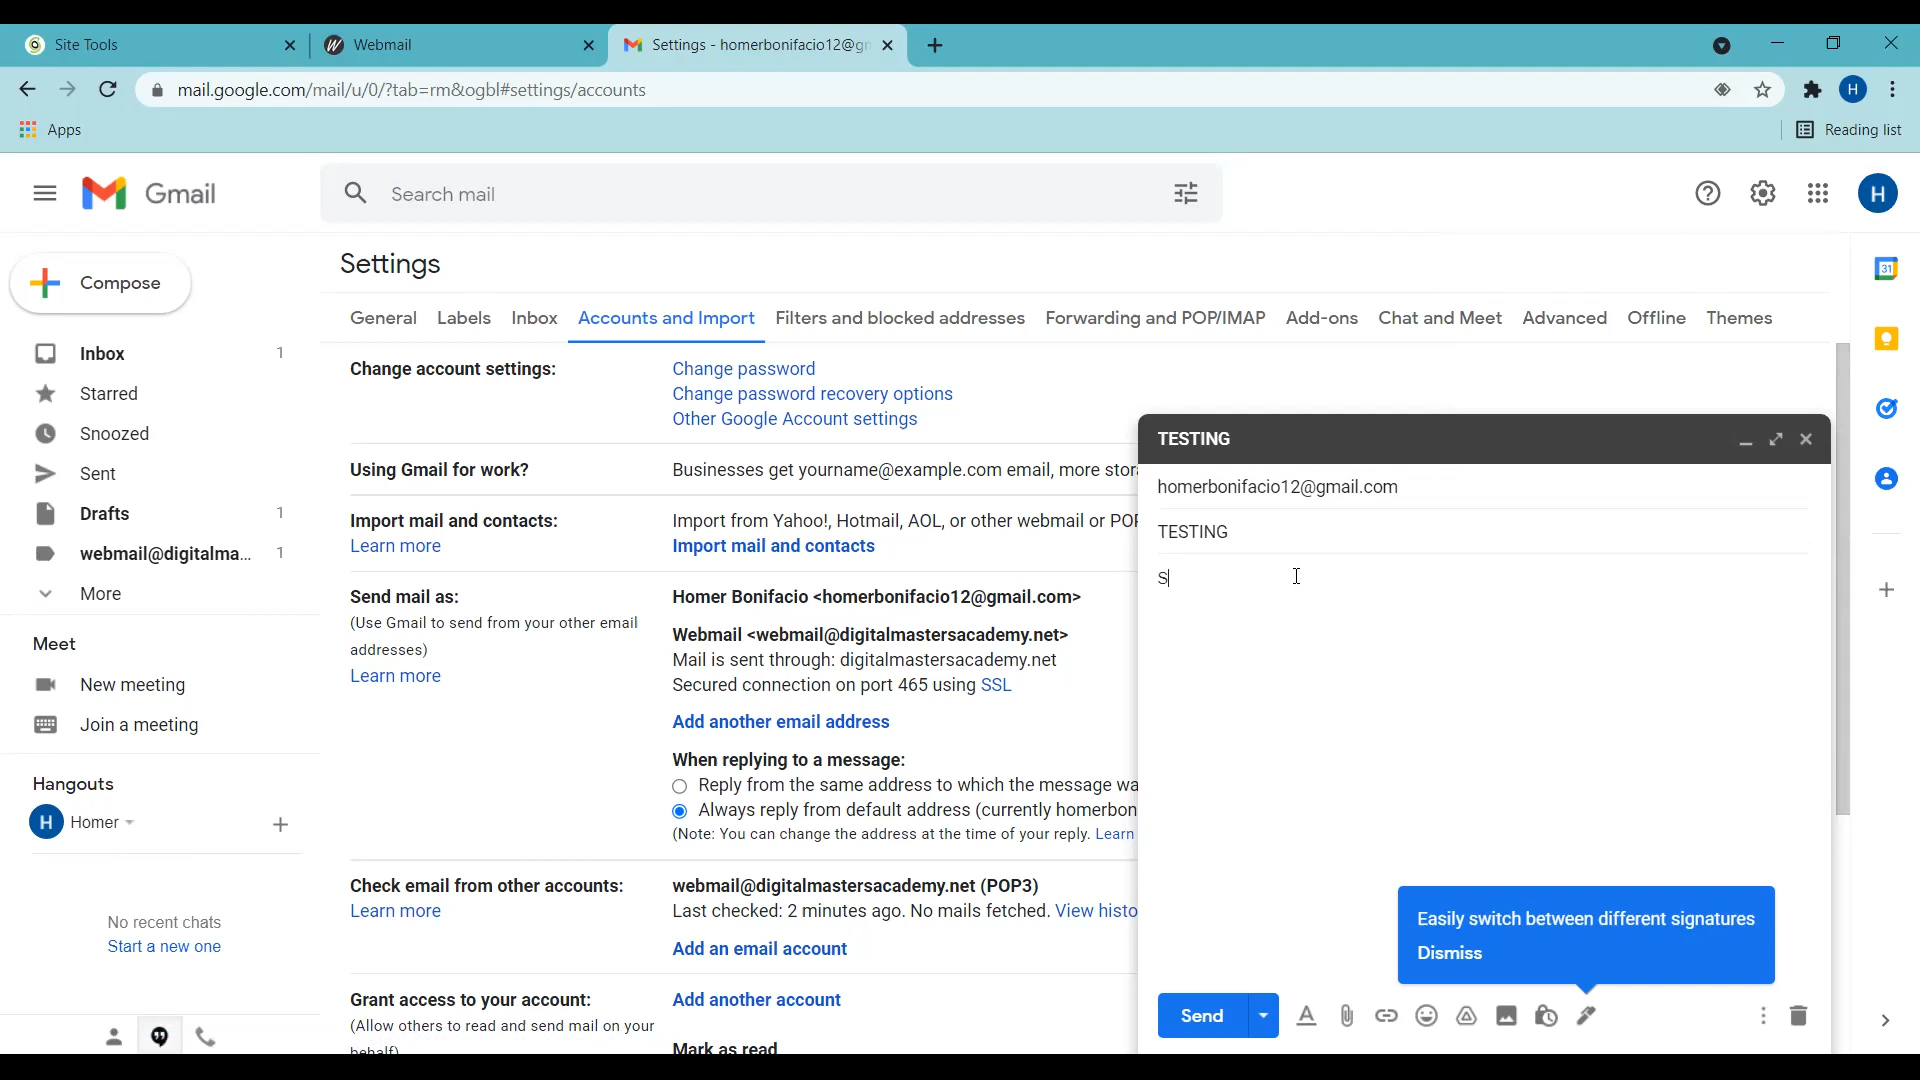 Site Tools
Webmail
Settings - homerbonifacio12@gm
mail.google.com/mail/u/0/?tab=rm&ogbl#settings/accounts
H
Apps
Reading list
Gmail
Search mail
H
Compose
Settings
General Labels Inbox Accounts and Import Filters and blocked addresses Forwarding and POP/IMAP Add-ons Chat and Meet Advanced Offline Themes
31
Inbox 1
Starred
Snoozed
Sent
Drafts 1
webmail@digitalma... 1
More
Meet
New meeting
Join a meeting
Hangouts
H Homer
No recent chats
Start a new one
Change account settings:
Change password
Change password recovery options
Other Google Account settings
Using Gmail for work?
Businesses get yourname@example.com email, more stor
Import mail and contacts:
Learn more
Import from Yahoo!, Hotmail, AOL, or other webmail or POP
Import mail and contacts
Send mail as:
(Use Gmail to send from your other email
addresses)
Learn more
Homer Bonifacio <homerbonifacio12@gmail.com>
Webmail <webmail@digitalmastersacademy.net>
Mail is sent through: digitalmastersacademy.net
Secured connection on port 465 using SSL
Add another email address
When replying to a message:
Reply from the same address to which the message wa
Always reply from default address (currently homerbon
(Note: You can change the address at the time of your reply. Learn
Check email from other accounts:
Learn more
webmail@digitalmastersacademy.net (POP3)
Last checked: 2 minutes ago. No mails fetched. View histo
Add an email account
Grant access to your account:
(Allow others to read and send mail on your
behalf)
Add another account
Mark as read
TESTING
homerbonifacio12@gmail.com
TESTING
S
Easily switch between different signatures
Dismiss
Send